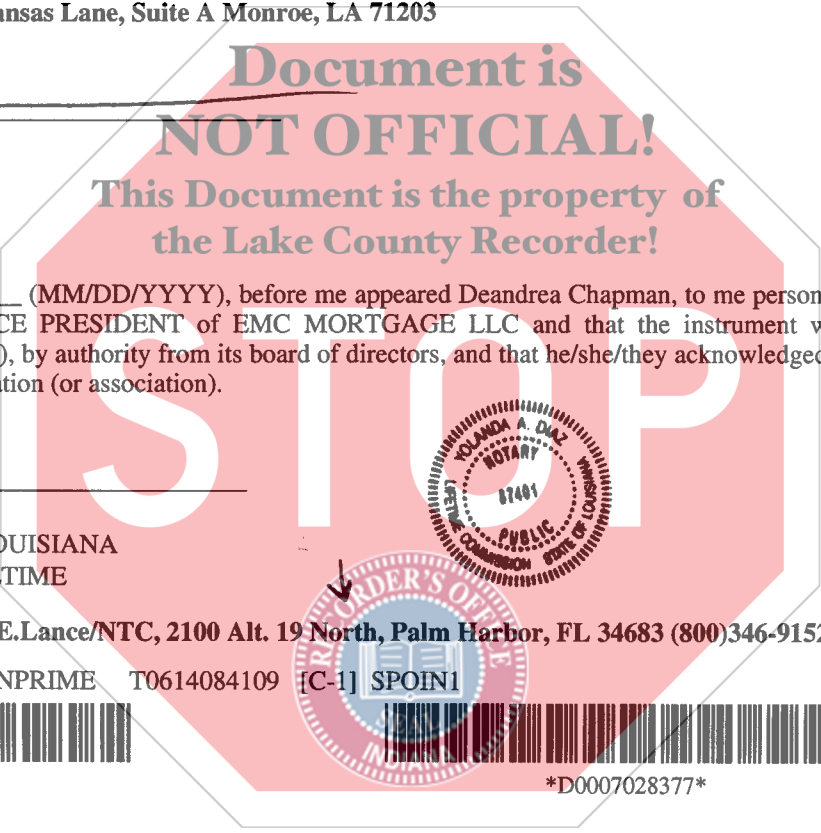 ansas Lane, Suite A Monroe, LA 71203
Document is
NOT OFFICIAL!
This Document is the property of
the Lake County Recorder!
(MM/DD/YYYY), before me appeared Deandrea Chapman, to me person
CE PRESIDENT of EMC MORTGAGE LLC and that the instrument w
), by authority from its board of directors, and that he/she/they acknowledged
ation (or association).
STOP
YOLANDA A. DIAZ
NOTARY
87401
PUBLIC
LIFETIME COMMISSION STATE OF LOUISIANA
OUISIANA
TIME
E.Lance/NTC, 2100 Alt. 19 North, Palm Harbor, FL 34683 (800)346-9152
NPRIME T0614084109 [C-1] SPOIN1
RECORDER'S OFFICE
SEAL
INDIANA
*D0007028377*